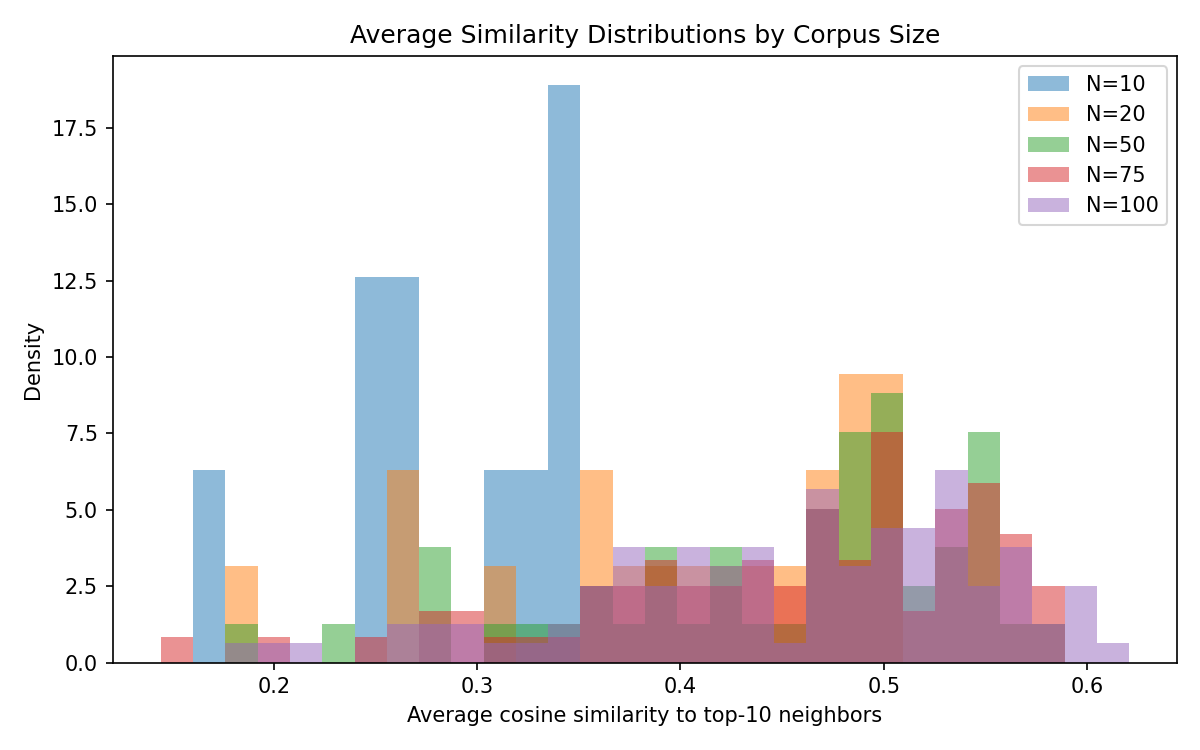 Average Similarity Distributions by Corpus Size
N=10
N=20
N=50
N=75
N=100
17.5
15.0
12.5
10.0
7.5
5.0
2.5
0.0
Density
0.2 0.3 0.4 0.5 0.6
Average cosine similarity to top-10 neighbors